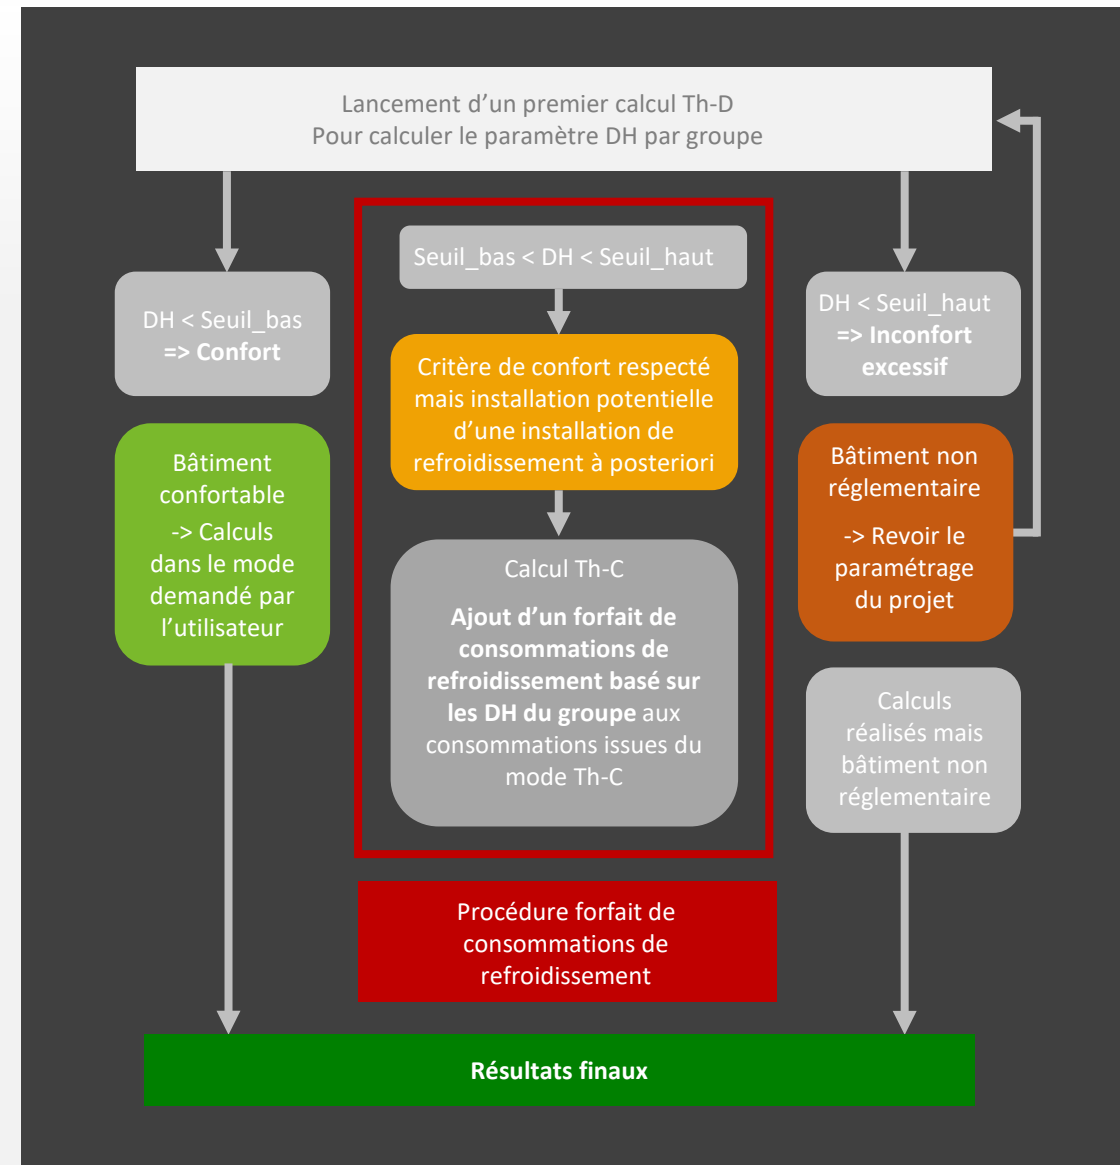 Lancement d’un premier calcul Th-D
Pour calculer le paramètre DH par groupe
DH < Seuil_bas
=> Confort
Bâtiment
confortable
-> Calculs
dans le mode
demandé par
l’utilisateur
Seuil_bas < DH < Seuil_haut
Critère de confort respecté
mais installation potentielle
d’une installation de
refroidissement à posteriori
Calcul Th-C
Ajout d’un forfait de
consommations de
refroidissement basé sur
les DH du groupe aux
consommations issues du
mode Th-C
Procédure forfait de
consommations de
refroidissement
DH < Seuil_haut
=> Inconfort
excessif
Bâtiment non
réglementaire
-> Revoir le
paramétrage
du projet
Calculs
réalisés mais
bâtiment non
réglementaire
Résultats finaux